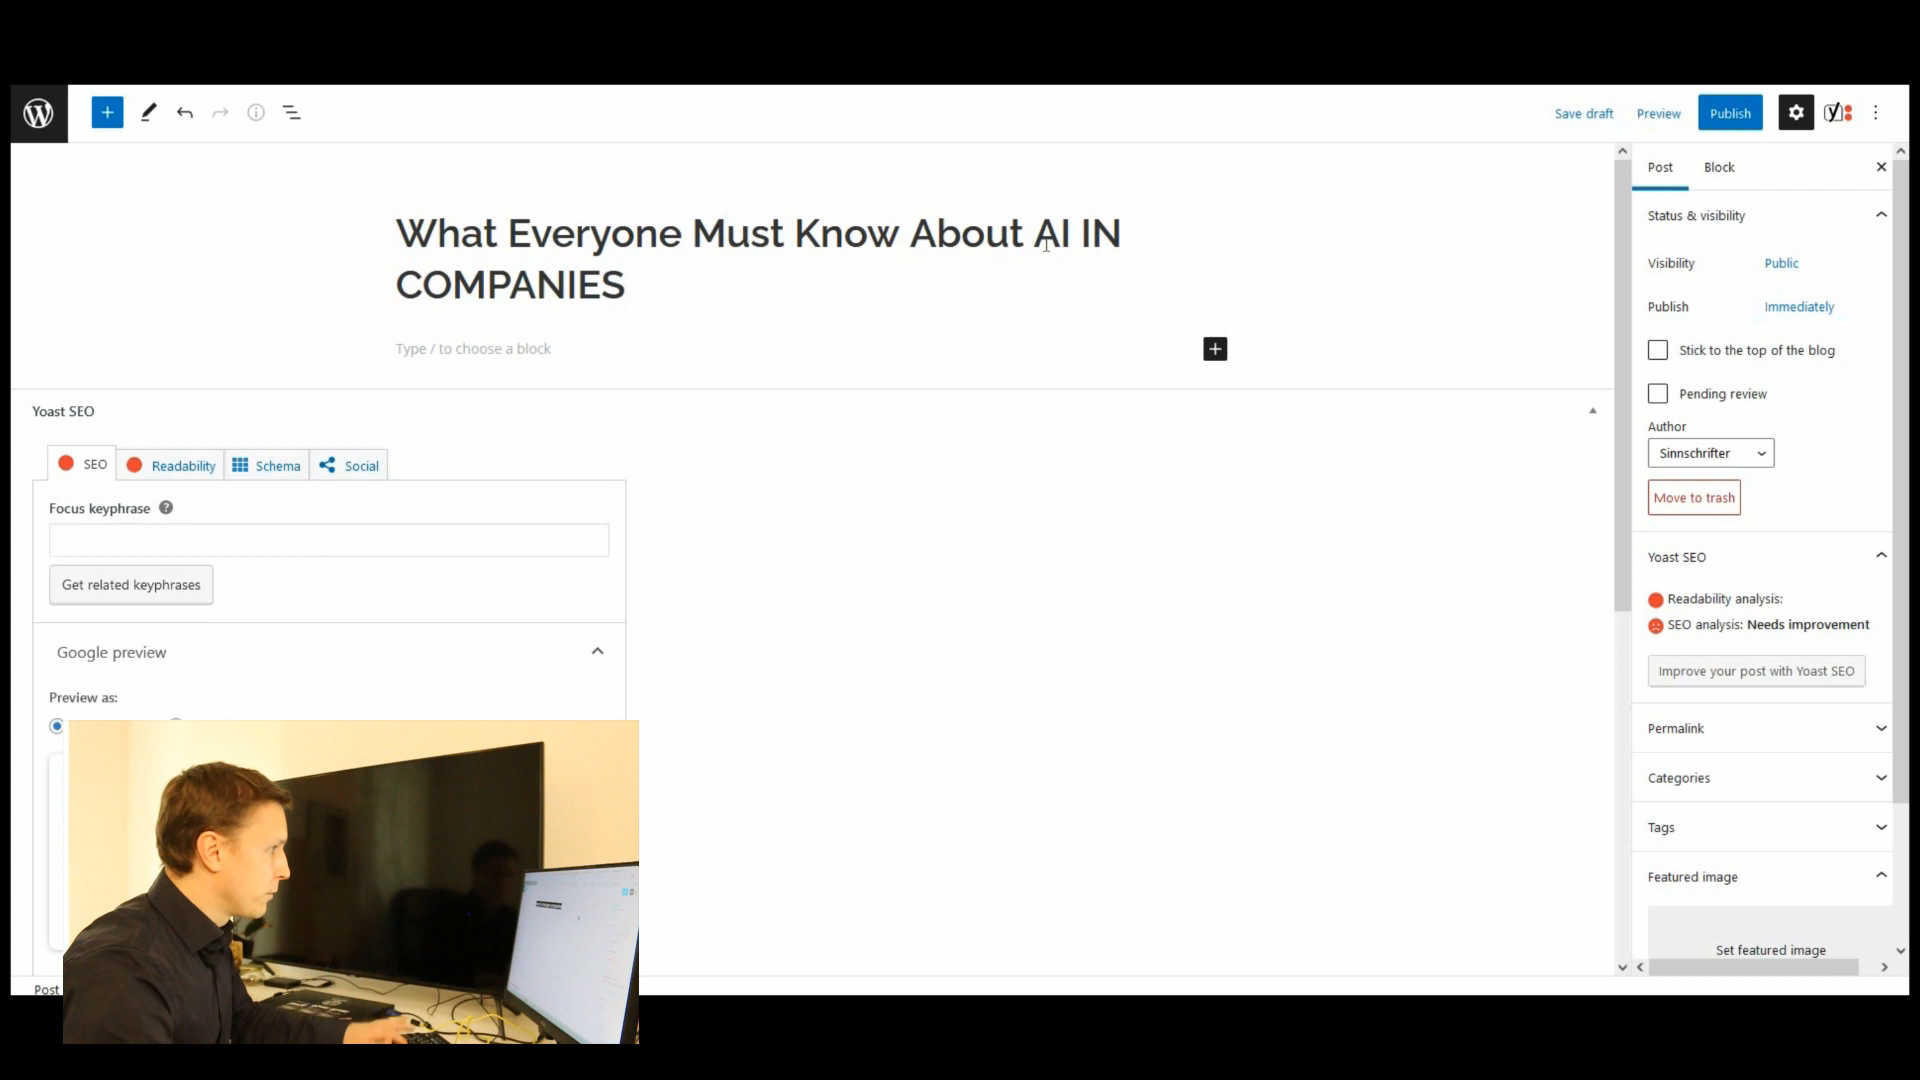 Save draft
Preview
Publish
Post
Block
Status & visibility
What Everyone Must Know About AI IN
COMPANIES
Visibility
Public
Publish
Immediately
Type / to choose a block
Stick to the top of the blog
Pending review
Yoast SEO
Author
Sinnschrifter
SEO
Readability
Schema
Social
Move to trash
Focus keyphrase
Get related keyphrases
Yoast SEO
Readability analysis:
SEO analysis: Needs improvement
Google preview
Improve your post with Yoast SEO
Preview as:
Permalink
Categories
Tags
Featured image
Set featured image
Post